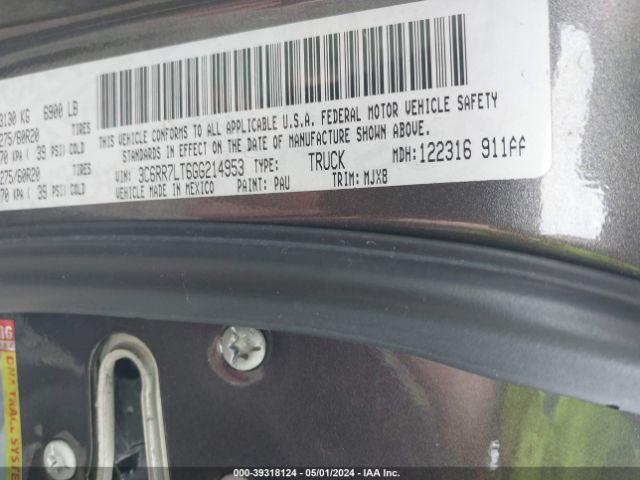 3130 KG 6900 LB
275/60R20 TIRES
70 KPA ( 39 PSI) COLD
275/60R20 TIRES
70 KPA ( 39 PSI) COLD
THIS VEHICLE CONFORMS TO ALL APPLICABLE U.S.A. FEDERAL MOTOR VEHICLE SAFETY
STANDARDS IN EFFECT ON THE DATE OF MANUFACTURE SHOWN ABOVE.
VIN: 3C6RR7LT6GG214953 TYPE: TRUCK MDH: 122316 911AA
MADE IN MEXICO PAINT: PAU TRIM: MJX8
000-39318124 - 05/01/2024 - IAA Inc.